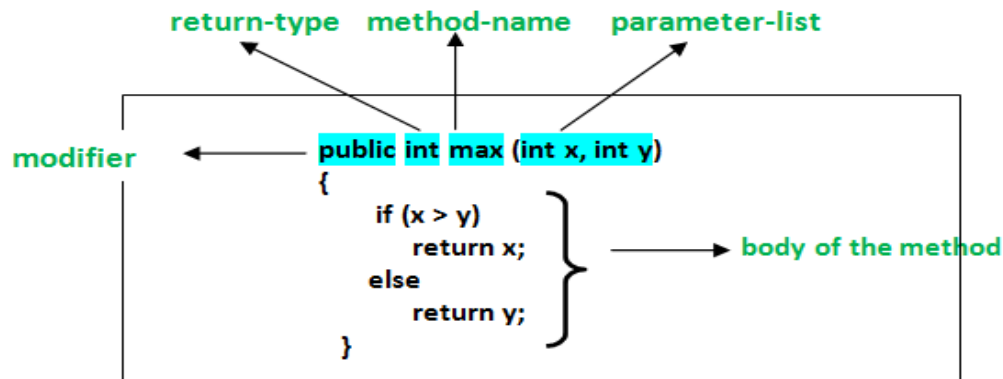 return-type method-name parameter-list
modifier
public int max (int x, int y)
{
if (x > y)
return x;
else
return y;
}
body of the method